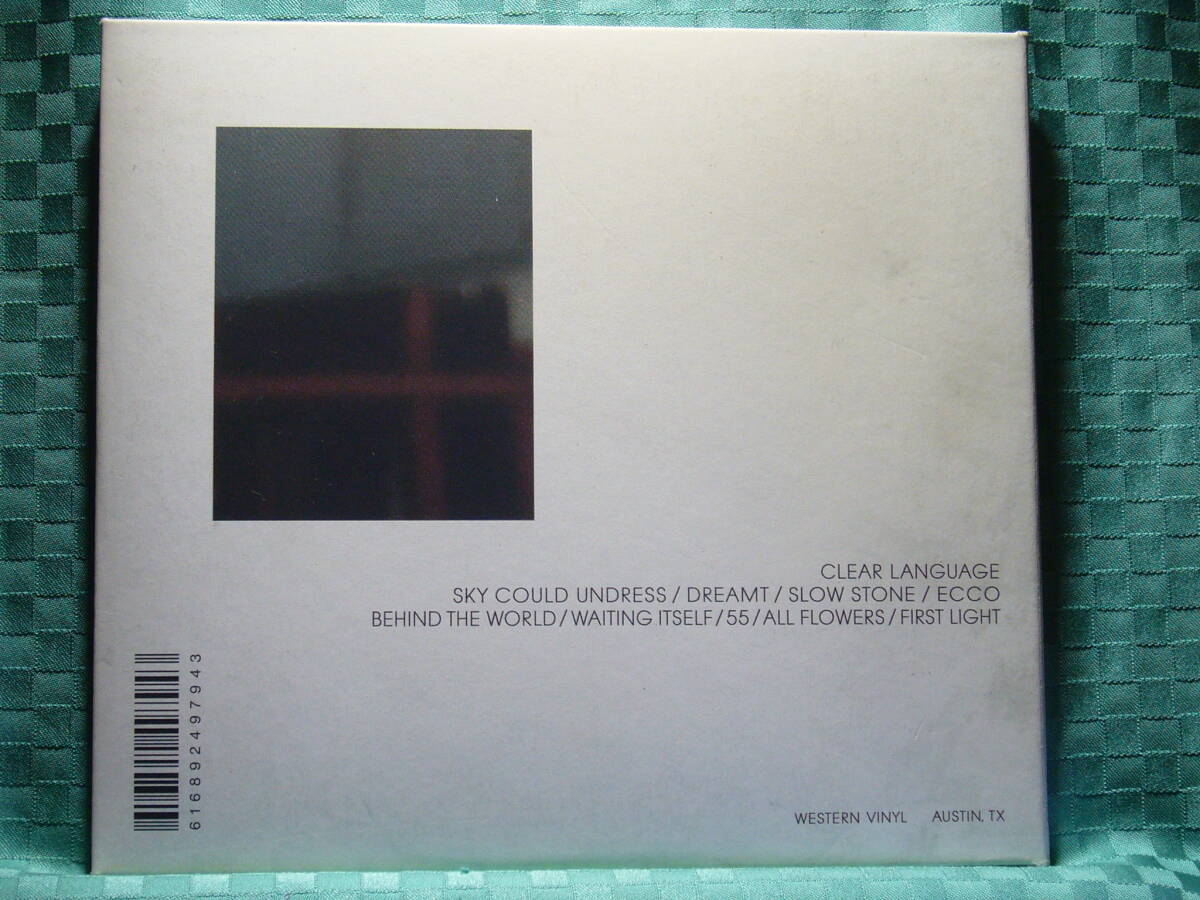 CLEAR LANGUAGE
SKY COULD UNDRESS / DREAMT / SLOW STONE / ECCO
BEHIND THE WORLD / WAITING ITSELF / 55 / ALL FLOWERS / FIRST LIGHT
616892497943
WESTERN VINYL AUSTIN, TX